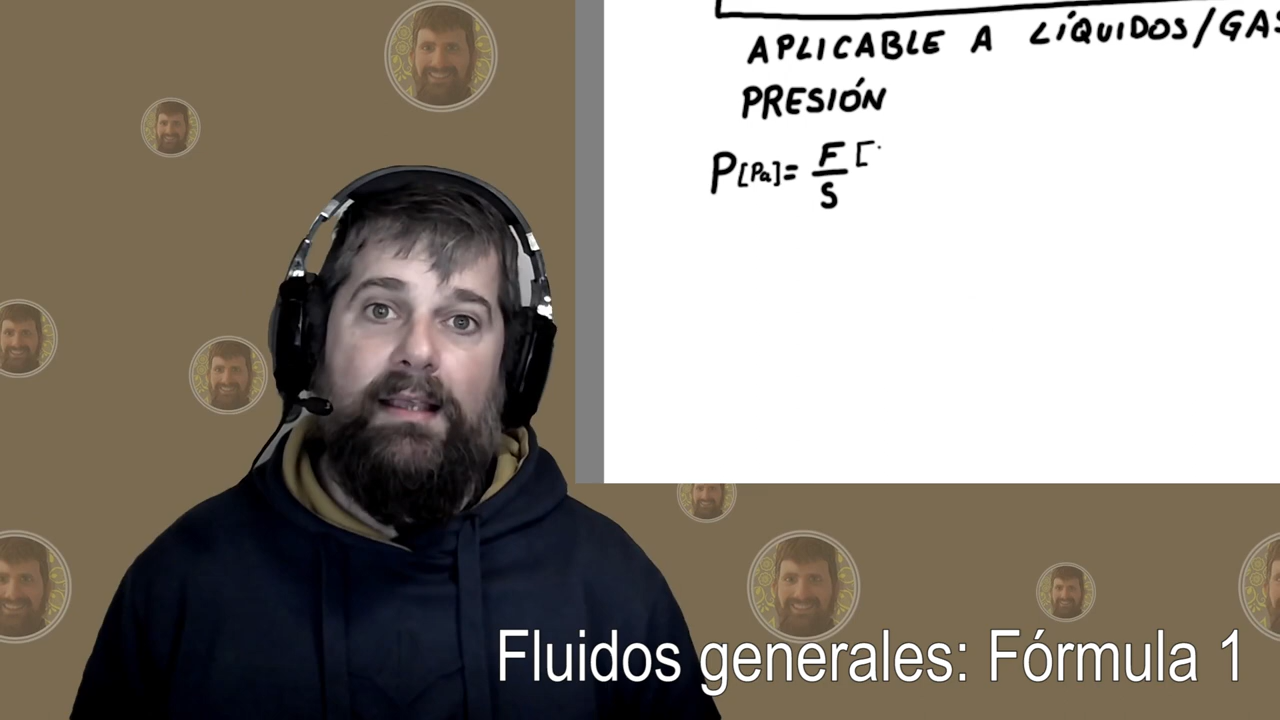 APLICABLE A LÍQUIDOS/GAS
PRESIÓN
P[Pa]= F/S [
Fluidos generales: Fórmula 1